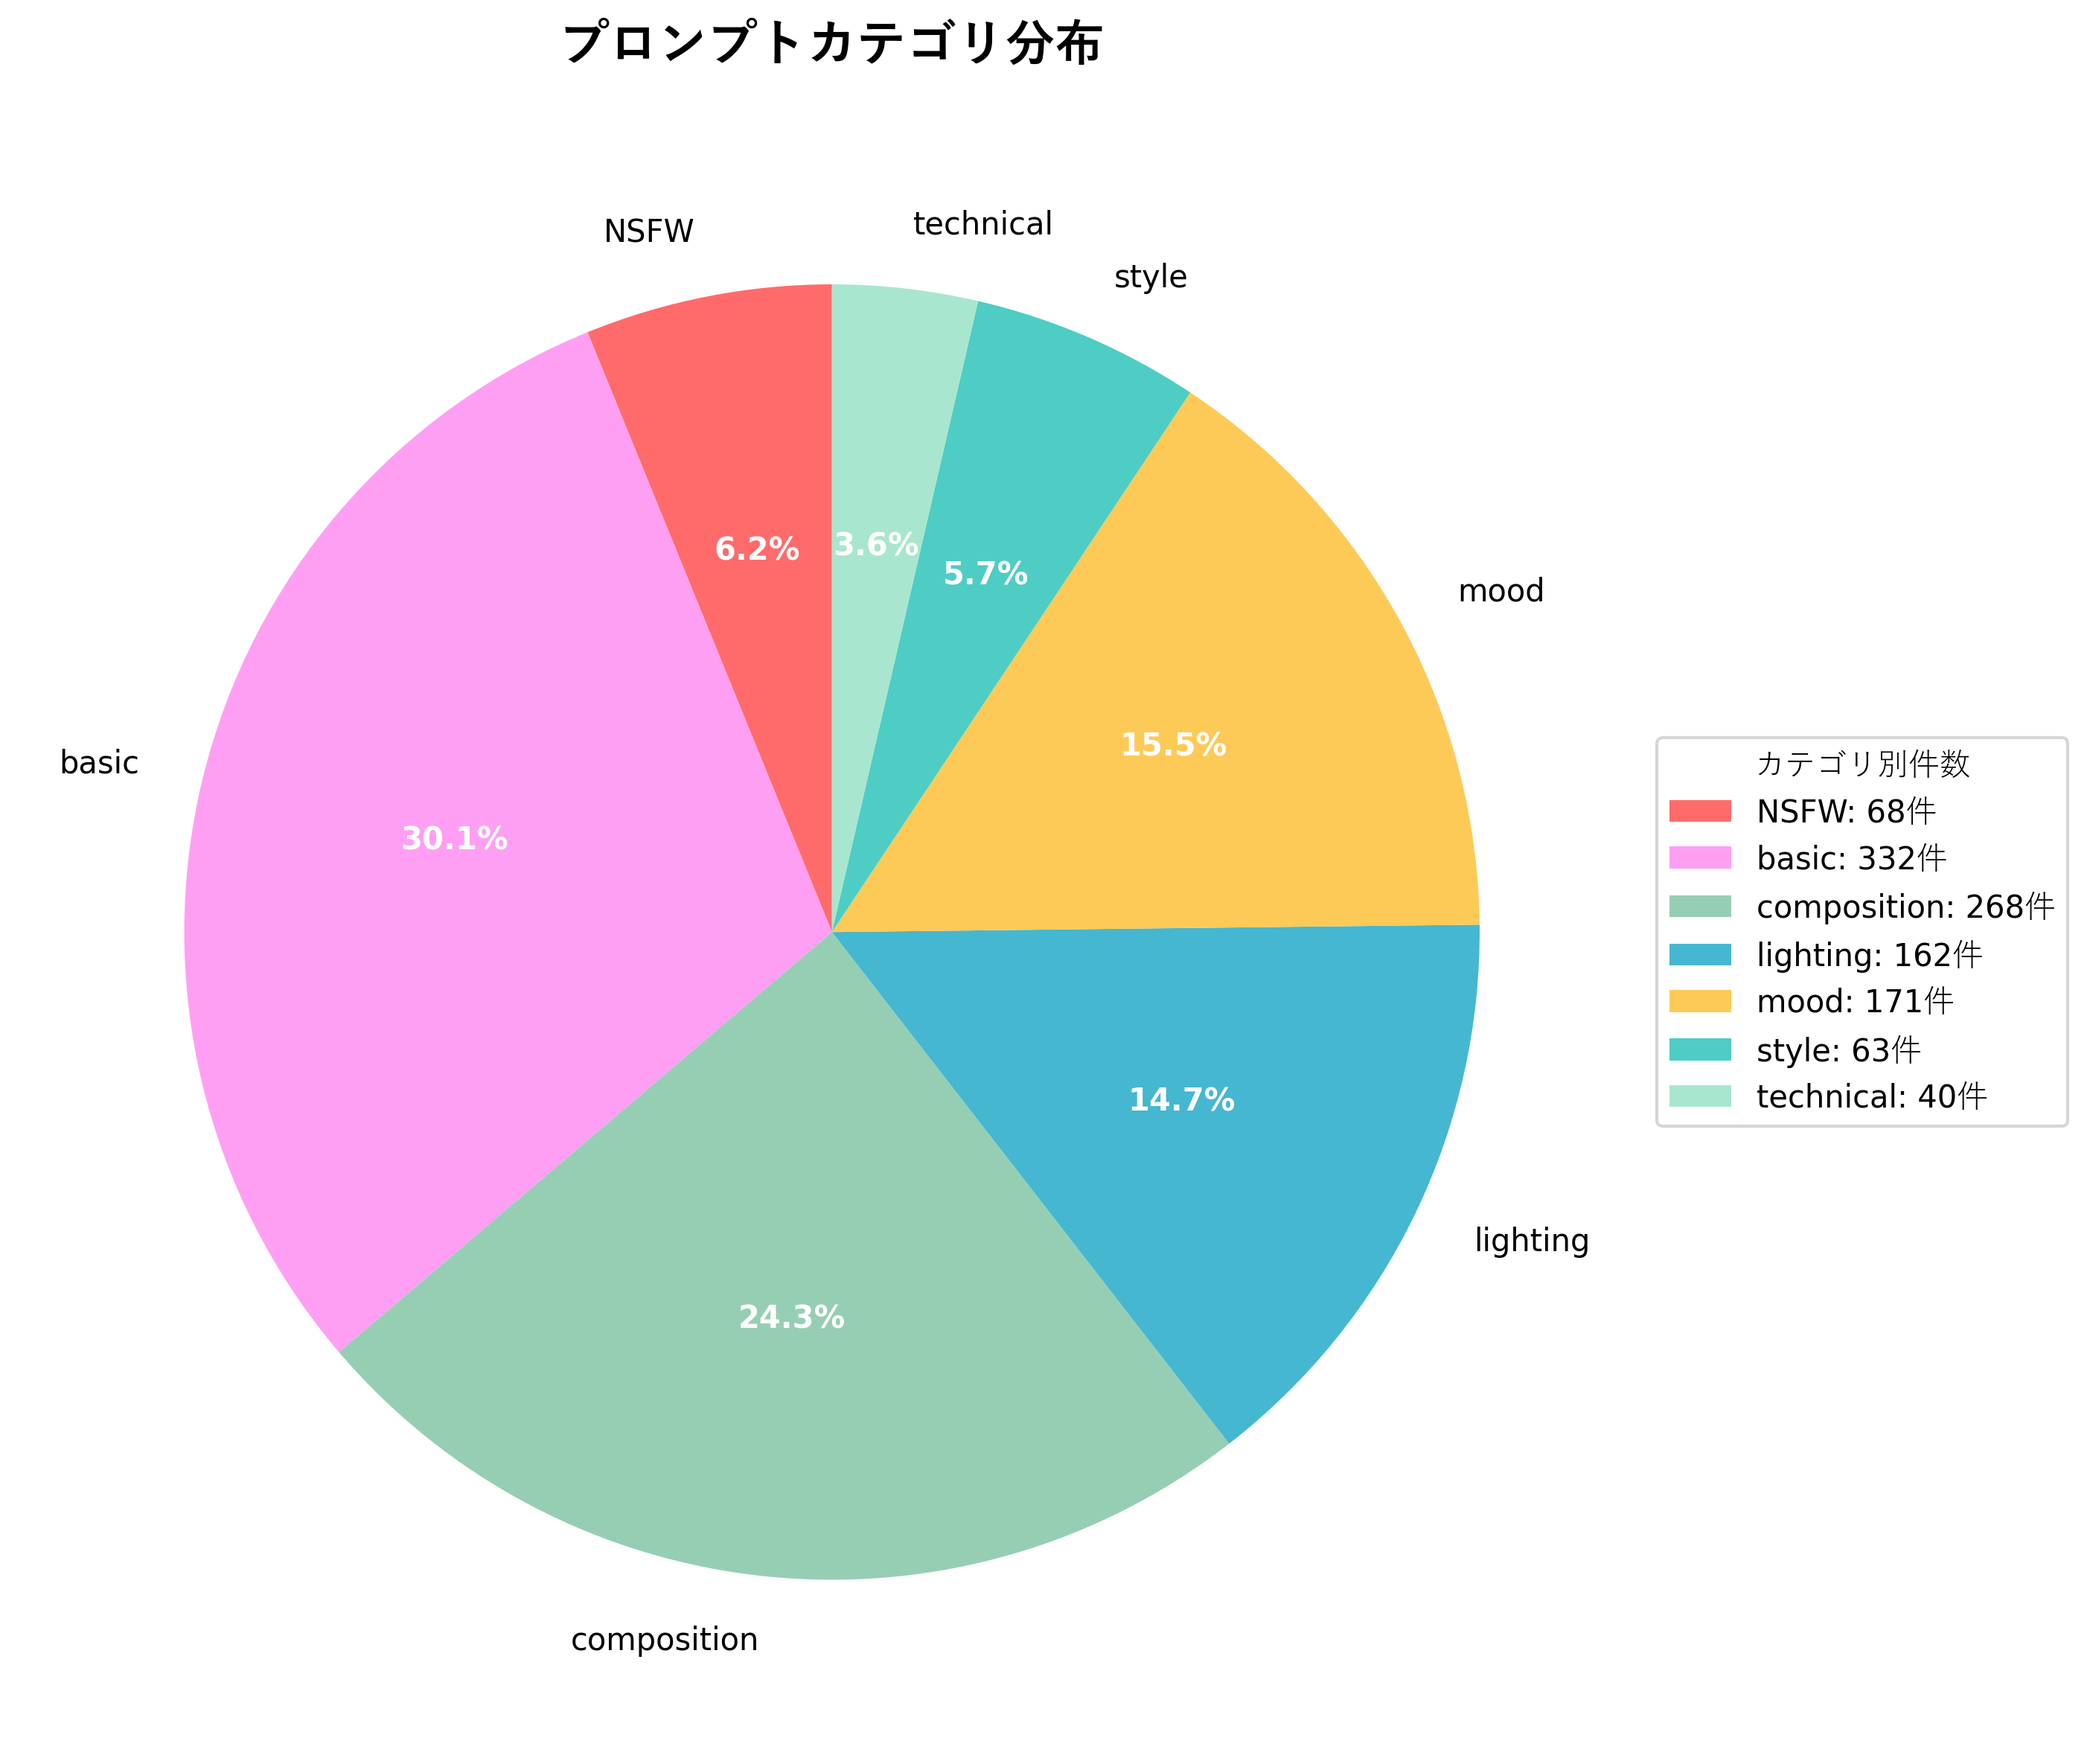 プロンプトカテゴリ分布
NSFW
technical
style
mood
basic
lighting
composition
6.2%
3.6%
5.7%
15.5%
30.1%
14.7%
24.3%
カテゴリ別件数
NSFW: 68件
basic: 332件
composition: 268件
lighting: 162件
mood: 171件
style: 63件
technical: 40件